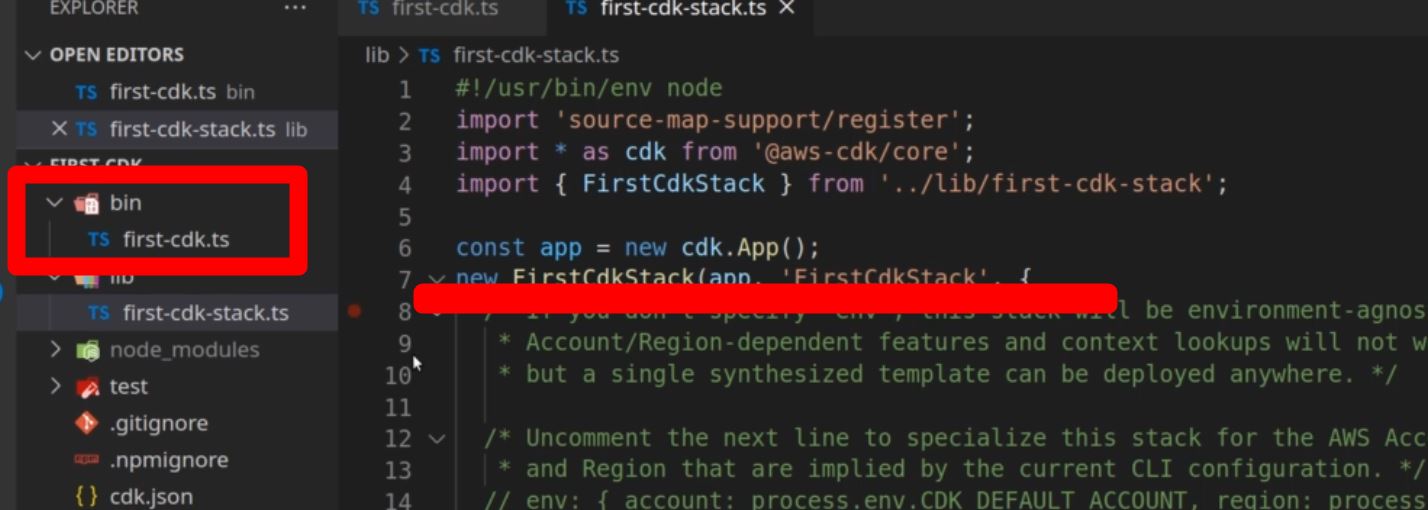 EXPLORER ...
OPEN EDITORS
TS first-cdk.ts bin
TS first-cdk-stack.ts lib
FIRST CDK
bin
TS first-cdk.ts
lib
TS first-cdk-stack.ts
node_modules
test
.gitignore
.npmignore
{} cdk.json
TS first-cdk.ts
TS first-cdk-stack.ts
lib > TS first-cdk-stack.ts
1 #!/usr/bin/env node
2 import 'source-map-support/register';
3 import * as cdk from '@aws-cdk/core';
4 import { FirstCdkStack } from '../lib/first-cdk-stack';
5
6 const app = new cdk.App();
7 new FirstCdkStack(app, 'FirstCdkStack', {
8 /* If you don't specify 'env', this stack will be environment-agnos
9 * Account/Region-dependent features and context lookups will not w
10 * but a single synthesized template can be deployed anywhere. */
11
12 /* Uncomment the next line to specialize this stack for the AWS Acc
13 * and Region that are implied by the current CLI configuration. */
14 // env: { account: process.env.CDK_DEFAULT_ACCOUNT, region: process